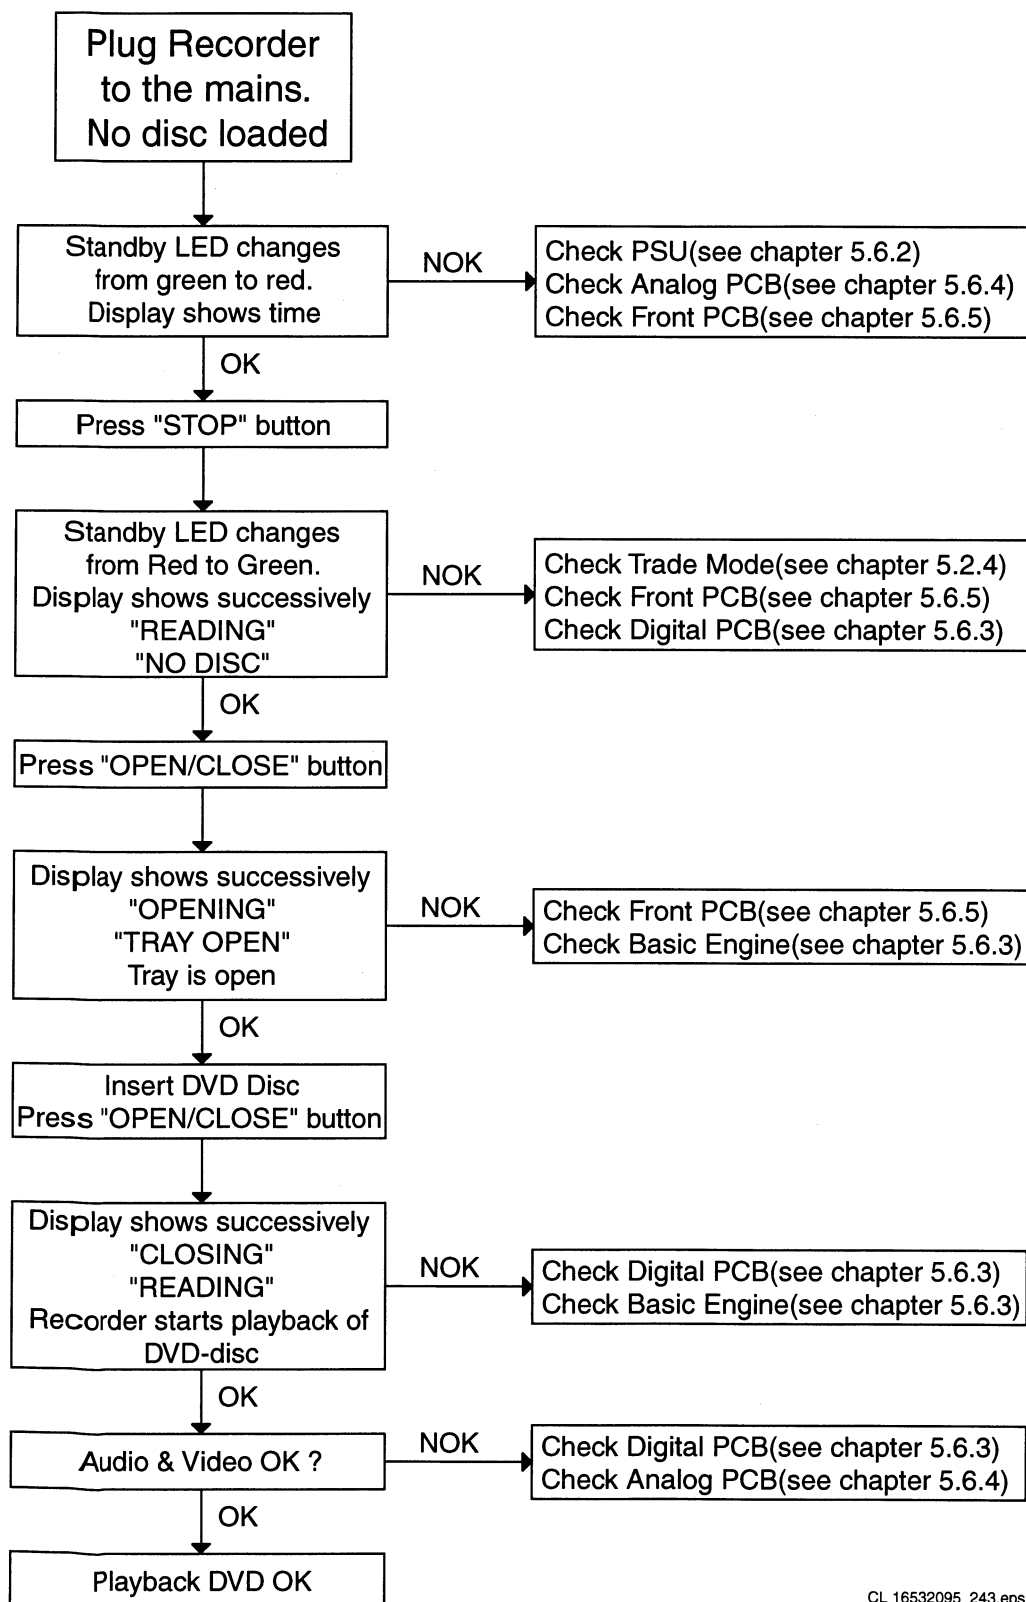 Plug Recorder
to the mains.
No disc loaded
Standby LED changes
from green to red.
Display shows time
NOK
Check PSU(see chapter 5.6.2)
Check Analog PCB(see chapter 5.6.4)
Check Front PCB(see chapter 5.6.5)
OK
Press "STOP" button
Standby LED changes
from Red to Green.
Display shows successively
"READING"
"NO DISC"
NOK
Check Trade Mode(see chapter 5.2.4)
Check Front PCB(see chapter 5.6.5)
Check Digital PCB(see chapter 5.6.3)
OK
Press "OPEN/CLOSE" button
Display shows successively
"OPENING"
"TRAY OPEN"
Tray is open
NOK
Check Front PCB(see chapter 5.6.5)
Check Basic Engine(see chapter 5.6.3)
OK
Insert DVD Disc
Press "OPEN/CLOSE" button
Display shows successively
"CLOSING"
"READING"
Recorder starts playback of
DVD-disc
NOK
Check Digital PCB(see chapter 5.6.3)
Check Basic Engine(see chapter 5.6.3)
OK
Audio & Video OK ?
NOK
Check Digital PCB(see chapter 5.6.3)
Check Analog PCB(see chapter 5.6.4)
OK
Playback DVD OK
CL 16532095_243.eps